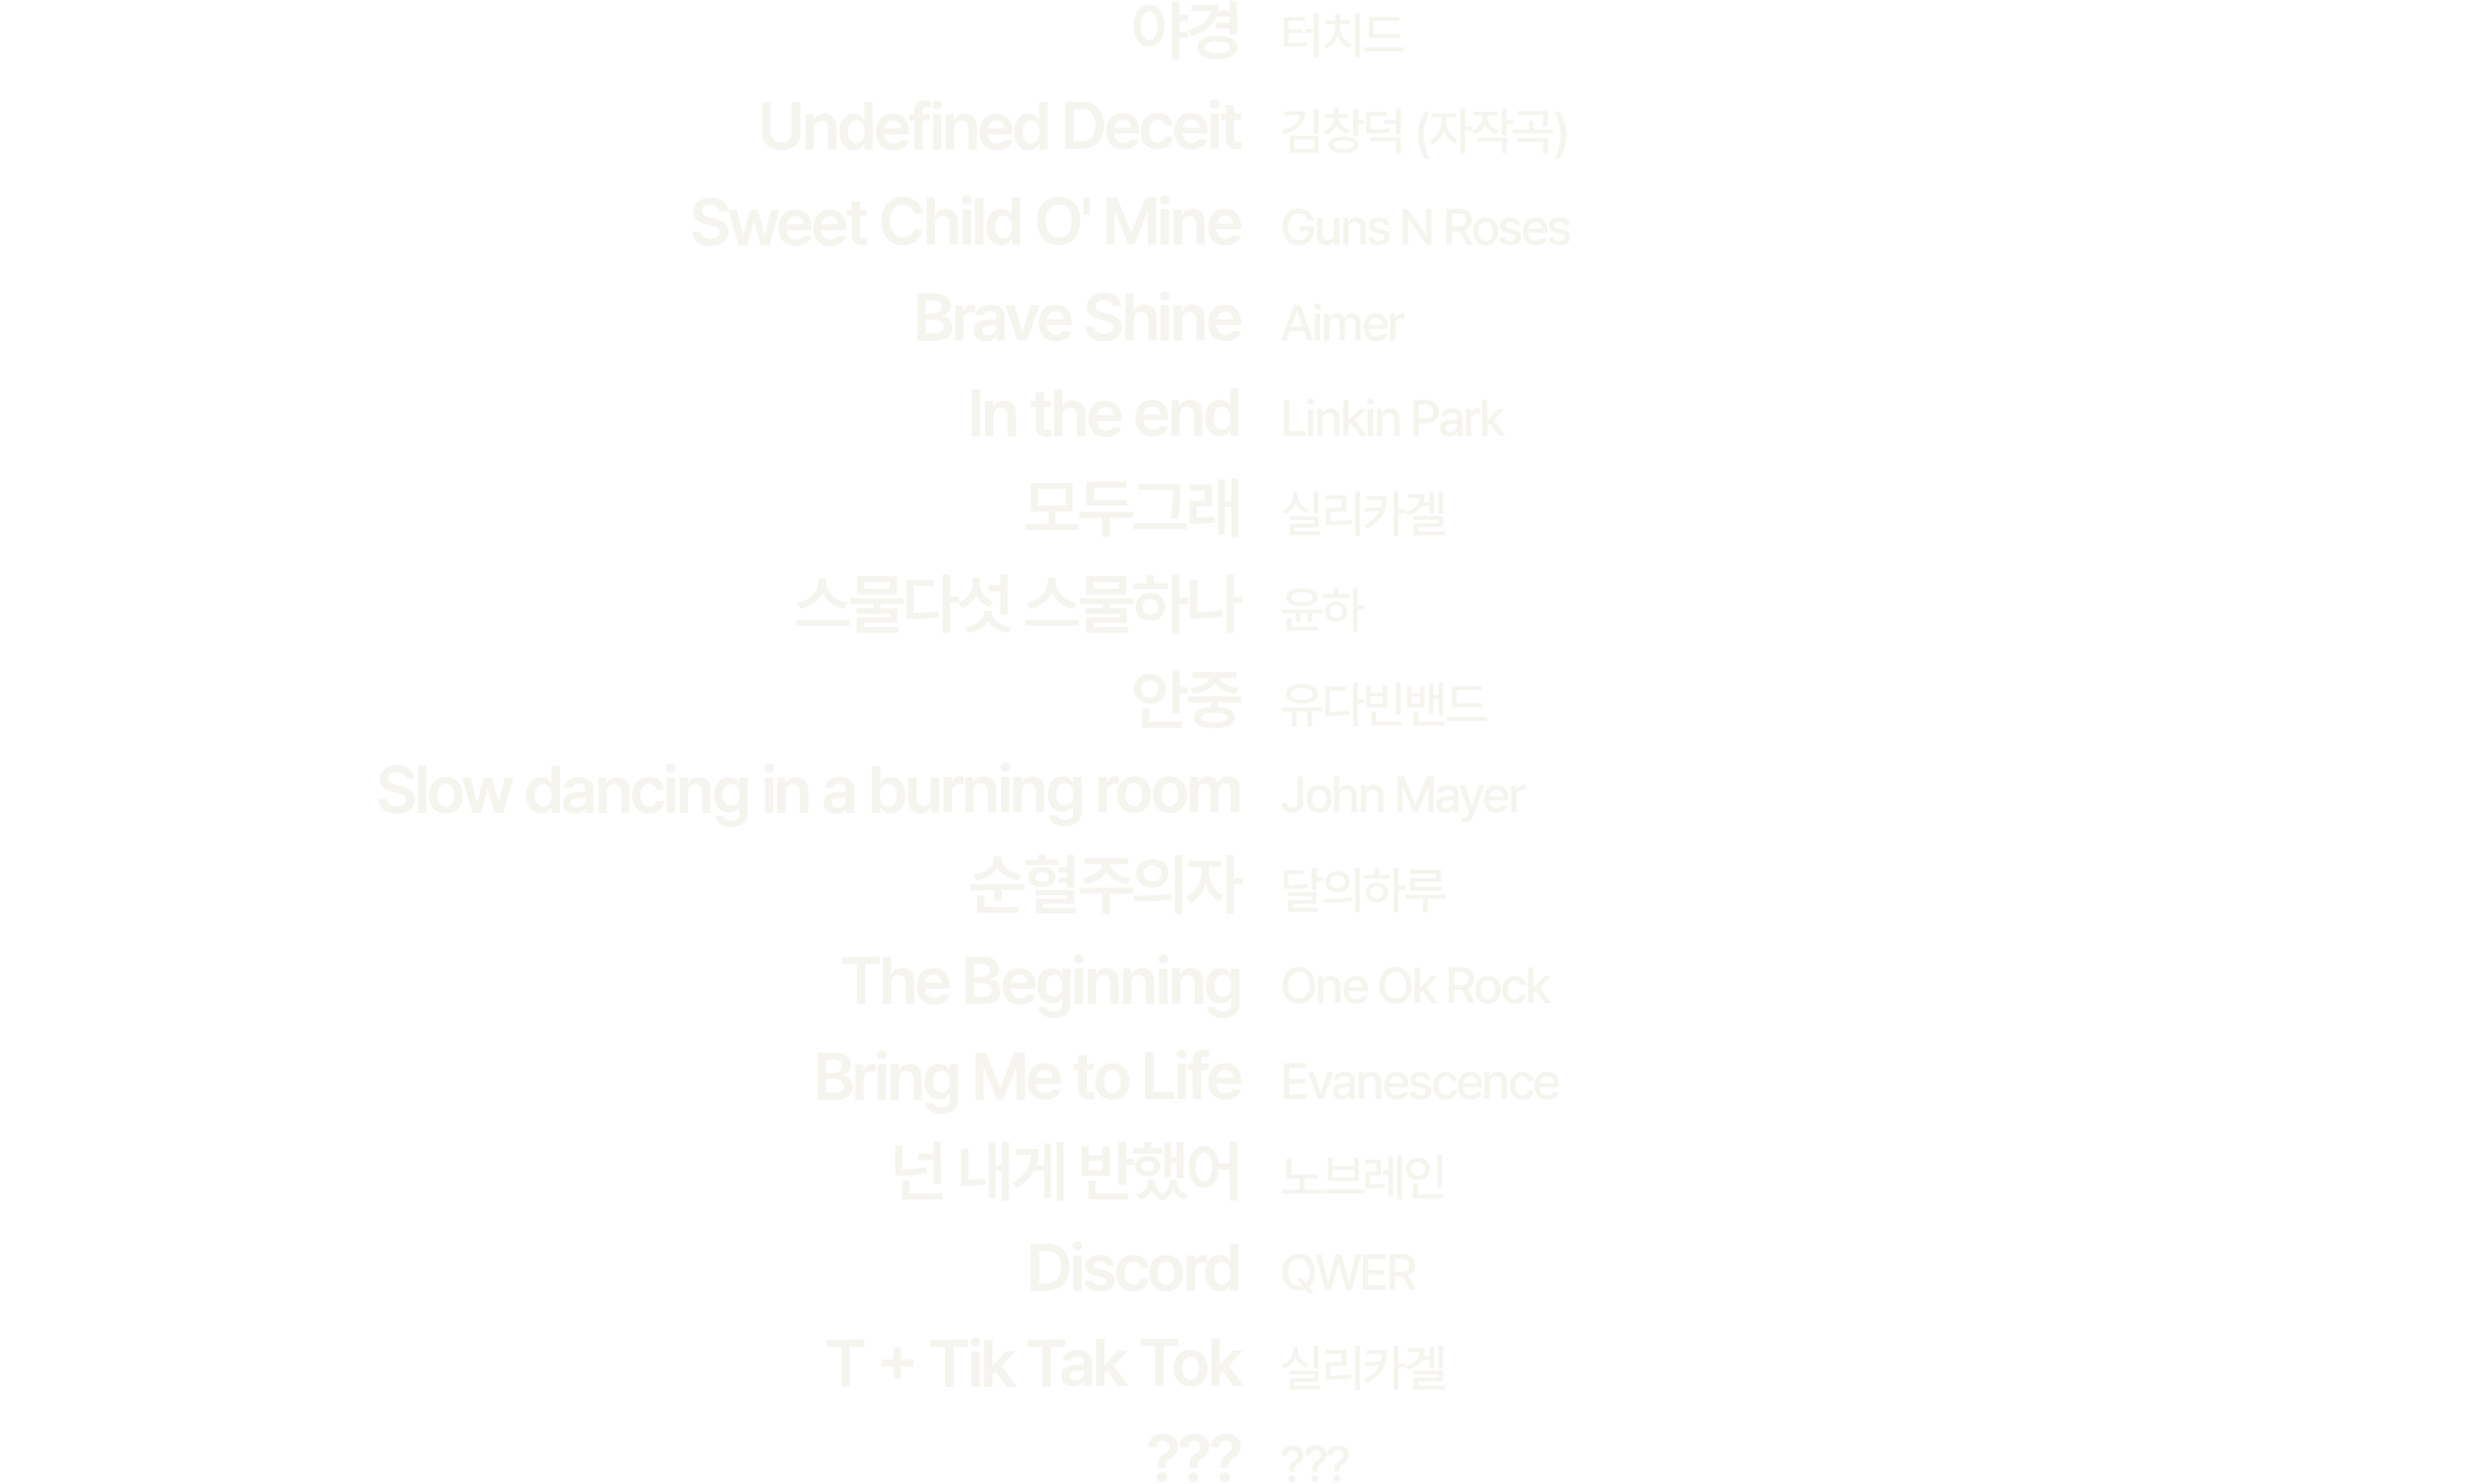 야경 터치드
Undefined Deceit 김창락 (자작곡)
Sweet Child O' Mine Guns N Roses
Brave Shine Aimer
In the end Linkin Park
모두그래 실리카겔
스물다섯 스물하나 윤하
안중 유다빈밴드
Slow dancing in a burning room John Mayer
숨혈주의자 달의하루
The Beginning One Ok Rock
Bring Me to Life Evanescence
넌 내게 반했어 노브레인
Discord QWER
T + Tik Tak Tok 실리카겔
??? ???